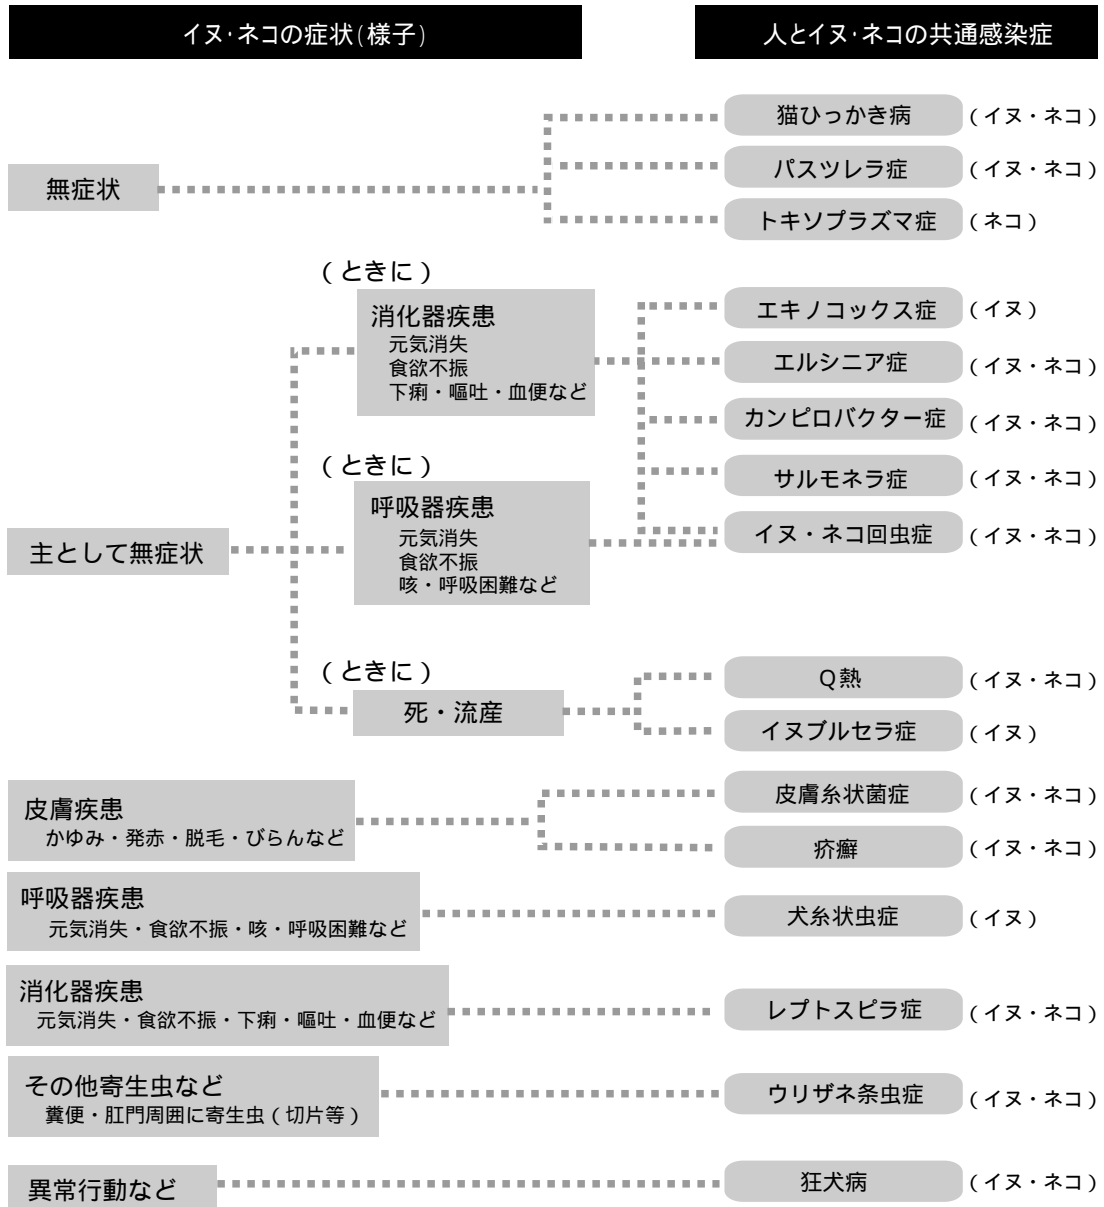 イヌ・ネコの症状(様子)
人とイヌ・ネコの共通感染症
無症状
猫ひっかき病
(イヌ・ネコ)
パスツレラ症
(イヌ・ネコ)
トキソプラズマ症
(ネコ)
主として無症状
(ときに)
消化器疾患
元気消失
食欲不振
下痢・嘔吐・血便など
エキノコックス症
(イヌ)
エルシニア症
(イヌ・ネコ)
カンピロバクター症
(イヌ・ネコ)
サルモネラ症
(イヌ・ネコ)
(ときに)
呼吸器疾患
元気消失
食欲不振
咳・呼吸困難など
イヌ・ネコ回虫症
(イヌ・ネコ)
(ときに)
死・流産
Q熱
(イヌ・ネコ)
イヌブルセラ症
(イヌ)
皮膚疾患
かゆみ・発赤・脱毛・びらんなど
皮膚糸状菌症
(イヌ・ネコ)
疥癬
(イヌ・ネコ)
呼吸器疾患
元気消失・食欲不振・咳・呼吸困難など
犬糸状虫症
(イヌ)
消化器疾患
元気消失・食欲不振・下痢・嘔吐・血便など
レプトスピラ症
(イヌ・ネコ)
その他寄生虫など
糞便・肛門周囲に寄生虫(切片等)
ウリザネ条虫症
(イヌ・ネコ)
異常行動など
狂犬病
(イヌ・ネコ)